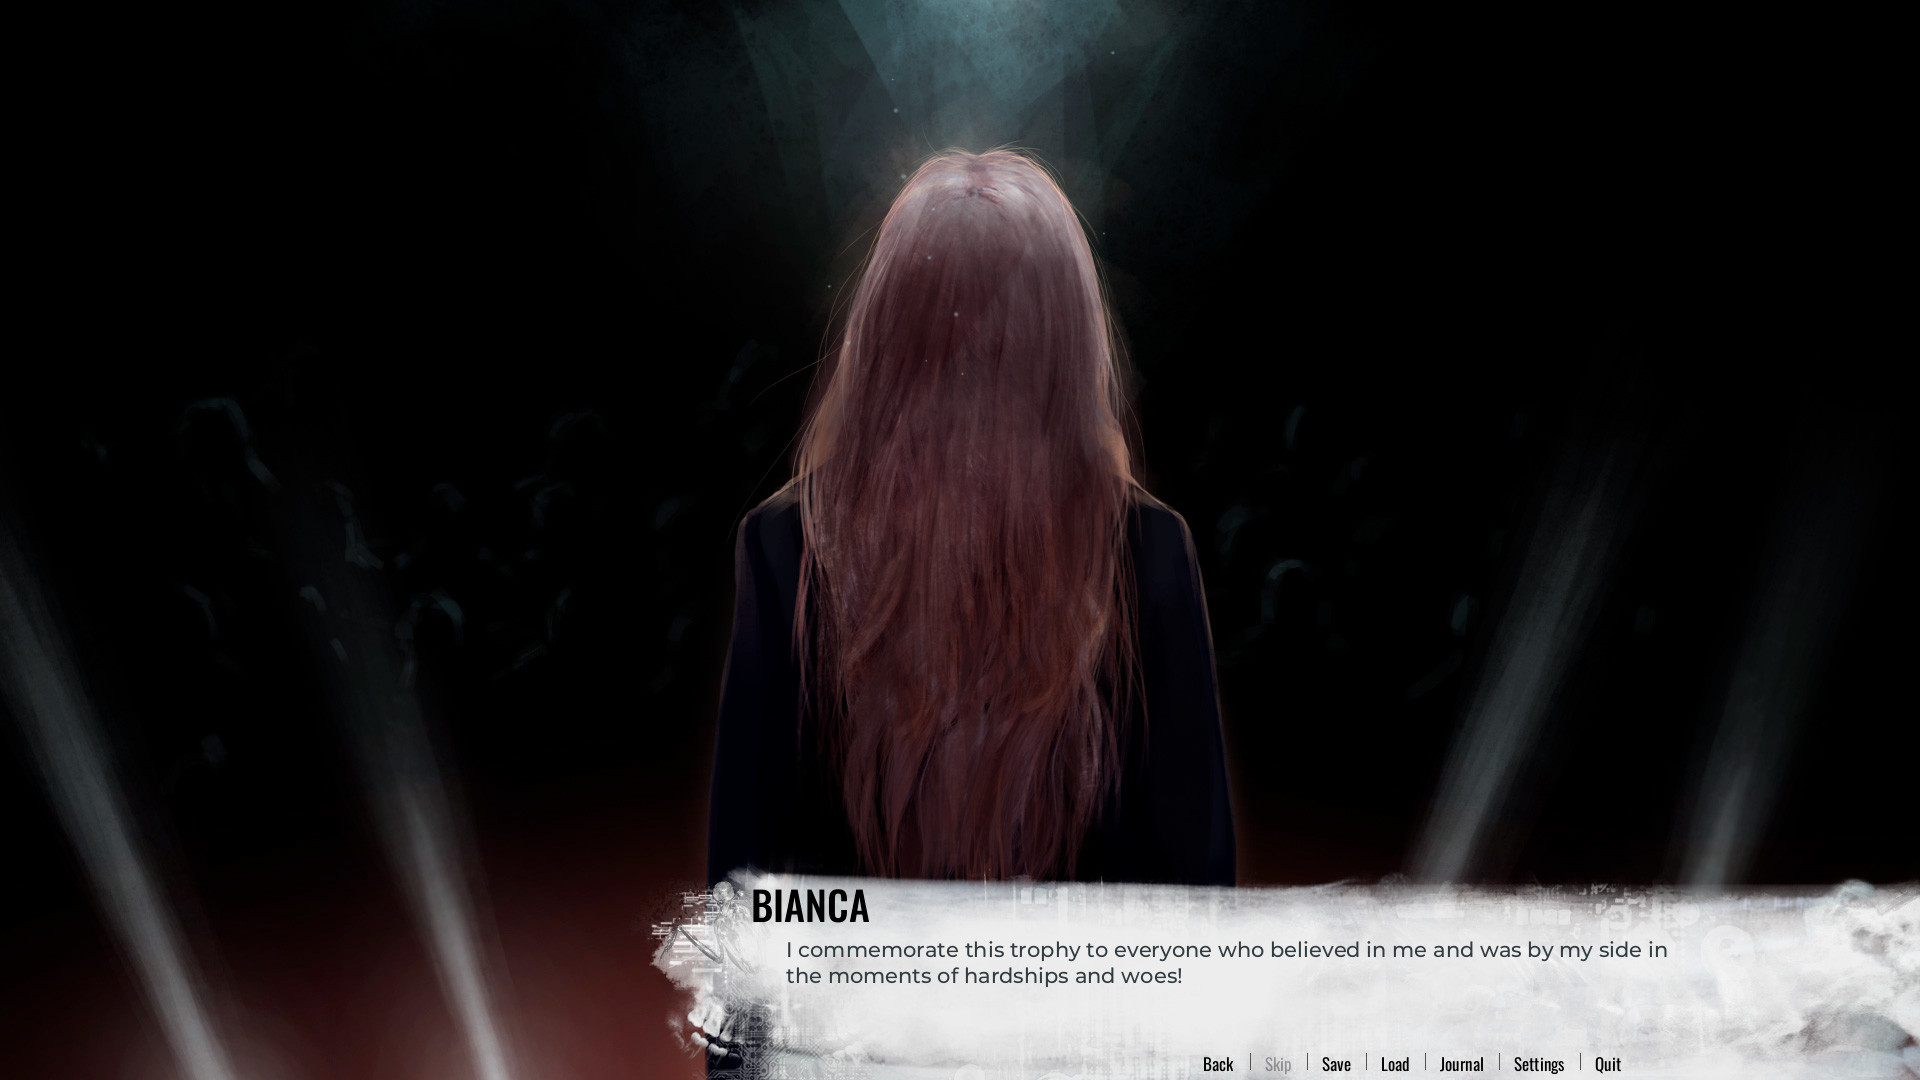 BIANCA
I commemorate this trophy to everyone who believed in me and was by my side in
the moments of hardships and woes!
Back | Skip | Save | Load | Journal | Settings | Quit